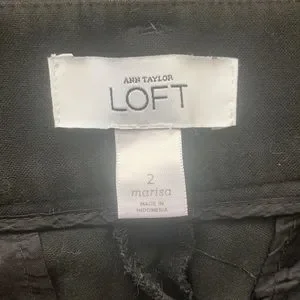 ANN TAYLOR
LOFT
2
marisa
MADE IN
INDONESIA